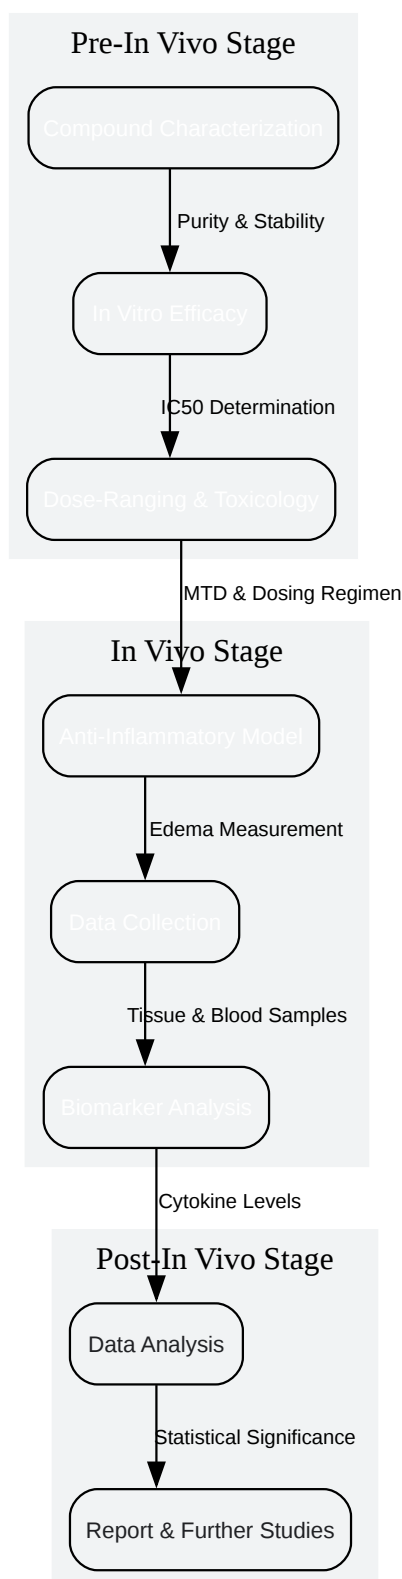 Pre-In Vivo Stage
Compound Characterization
Purity & Stability
In Vitro Efficacy
IC50 Determination
Dose-Ranging & Toxicology
MTD & Dosing Regimen
In Vivo Stage
Anti-Inflammatory Model
Edema Measurement
Data Collection
Tissue & Blood Samples
Biomarker Analysis
Cytokine Levels
Post-In Vivo Stage
Data Analysis
Statistical Significance
Report & Further Studies